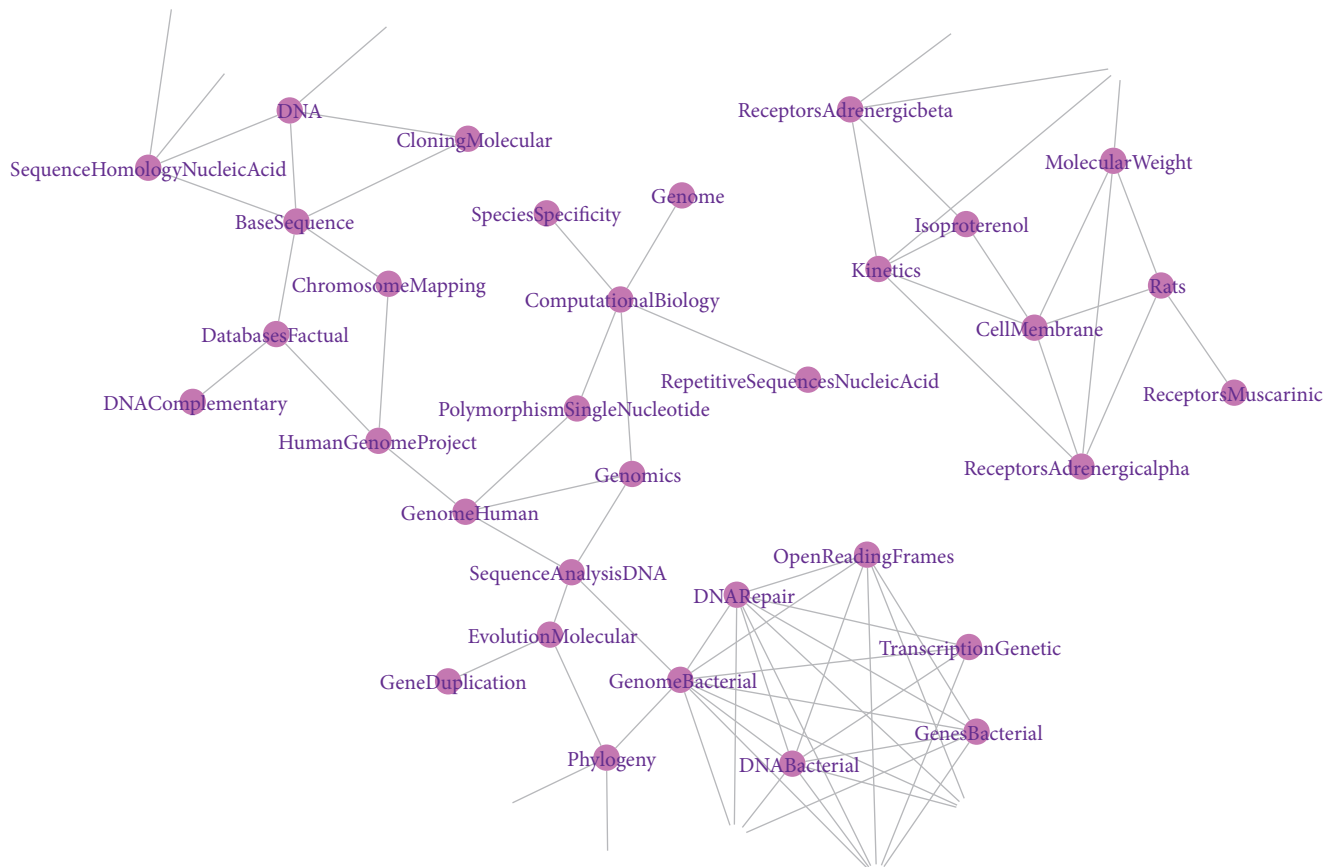 DNA
ReceptorsAdrenergicbeta
CloningMolecular
SequenceHomologyNucleicAcid
MolecularWeight
Genome
SpeciesSpecificity
BaseSequence
Isoproterenol
Kinetics
ChromosomeMapping
Rats
ComputationalBiology
CellMembrane
DatabasesFactual
RepetitiveSequencesNucleicAcid
ReceptorsMuscarinic
DNAComplementary
PolymorphismSingleNucleotide
HumanGenomeProject
ReceptorsAdrenergicalpha
Genomics
GenomeHuman
OpenReadingFrames
SequenceAnalysisDNA
DNARepair
EvolutionMolecular
TranscriptionGenetic
GeneDuplication
GenomeBacterial
GenesBacterial
Phylogeny
DNABacterial